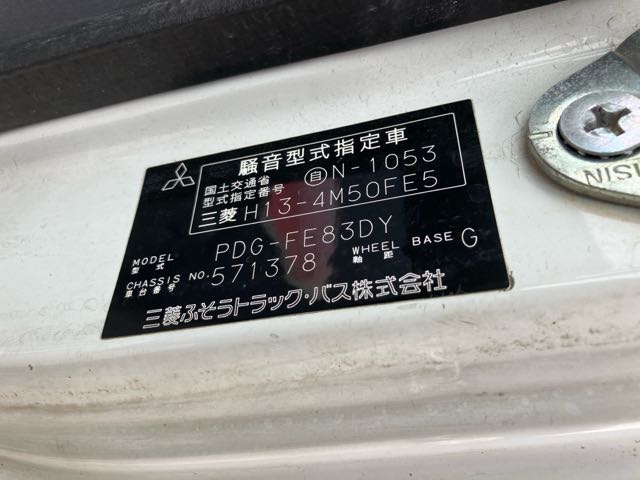 騒音型式指定車
国土交通省
型式指定番号 自N-1053
三菱 H13-4M50FE5
MODEL
型式 PDG-FE83DY
CHASSIS NO. 571378 WHEEL BASE G
車台番号 軸距
三菱ふそうトラック・バス株式会社
NISI